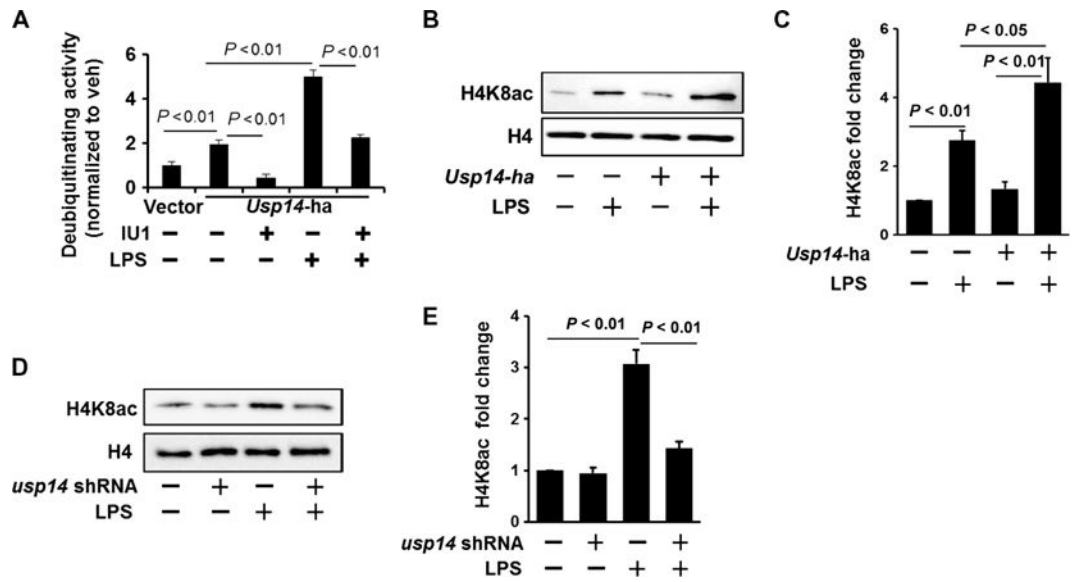 A
Deubiquitinating activity
(normalized to veh)
6
4
2
0
P < 0.01
P < 0.01
P < 0.01
P < 0.01
Vector
Usp14-ha
IU1 − − + − +
LPS − − − + +
B
H4K8ac
H4
Usp14-ha − − + +
LPS − + − +
C
H4K8ac fold change
6
4
2
0
P < 0.05
P < 0.01
P < 0.01
Usp14-ha − − + +
LPS − + − +
D
H4K8ac
H4
usp14 shRNA − + − +
LPS − − + +
E
H4K8ac fold change
4
3
2
1
0
P < 0.01
P < 0.01
usp14 shRNA − + − +
LPS − − + +